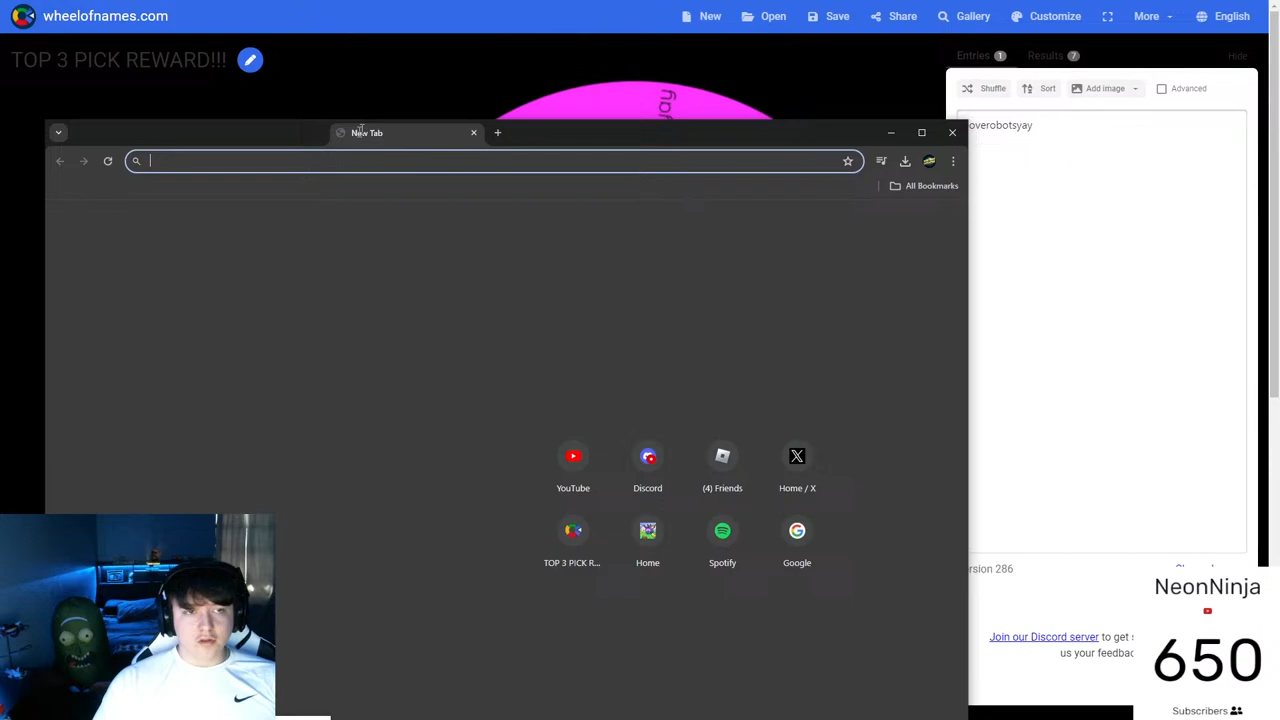 wheelofnames.com
New
Open
Save
Share
Gallery
Customize
More
English
TOP 3 PICK REWARD!!!
Entries 1
Results 7
Hide
Shuffle
Sort
Add image
Advanced
overobotsyay
yay
New Tab
All Bookmarks
YouTube
Discord
(4) Friends
Home / X
TOP 3 PICK R...
Home
Spotify
Google
ersion 286
Join our Discord server to get s
us your feedbac
NeonNinja
650
Subscribers